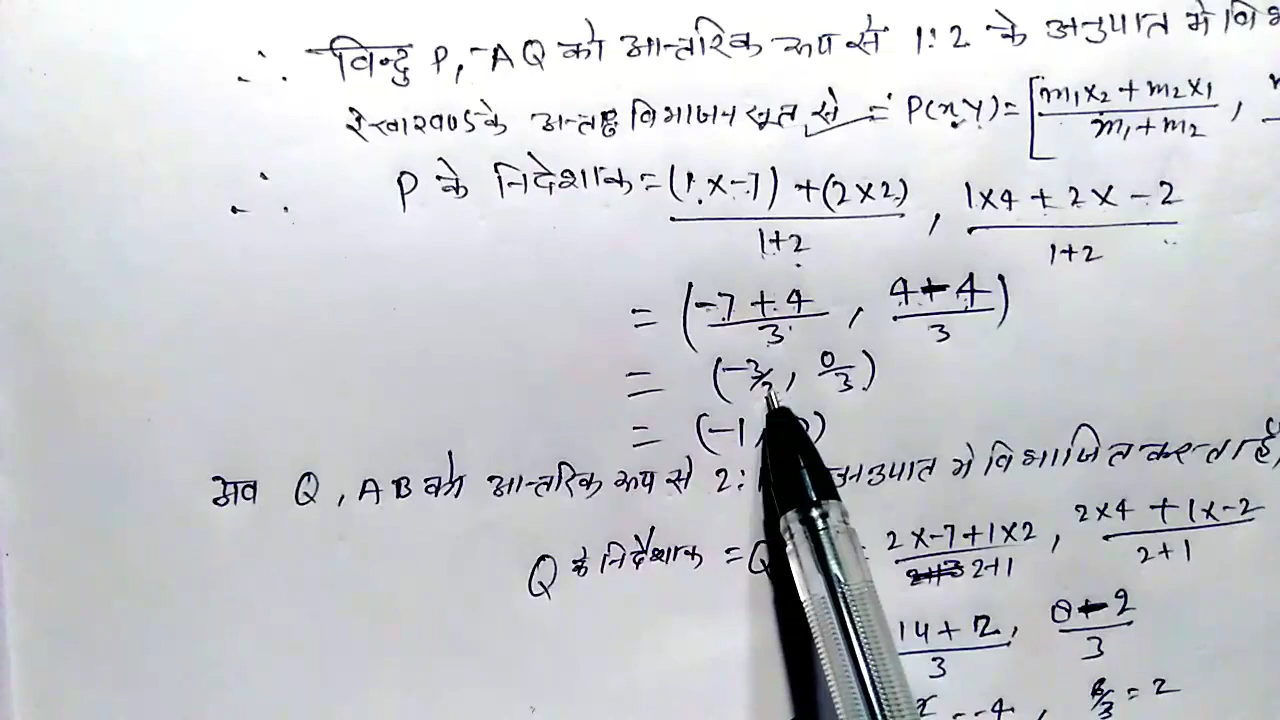 ∴ विन्दु P, AQ को आन्तरिक रूप से 1:2 के अनुपात मे
रेखाखण्ड के अन्तः विभाजन सूत्र से = P(x, y) = [m₁x₂ + m₂x₁ / m₁ + m₂ ,
∴ P के निर्देशांक = (1 x -7) + (2x2) / 1+2 , 1x4 + 2x -2 / 1+2
= (-7 + 4 / 3 , 4 - 4 / 3)
= (-3/3, 0/3)
= (-1, 0)
अब Q, AB को आन्तरिक रूप से 2: अनुपात मे विभाजित करता है,
Q के निर्देशांक = Q 2 x -7 + 1 x 2 / 2+1 , 2x4 + 1x -2 / 2+1
14 + 2 / 3 , 8 - 2 / 3
-4 , 6/3 = 2